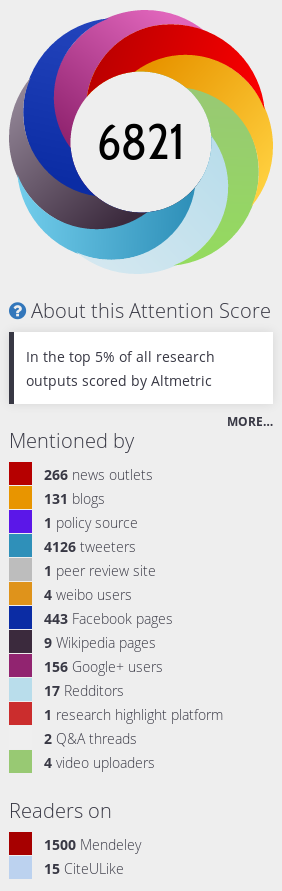 6821
? About this Attention Score
In the top 5% of all research
outputs scored by Altmetric
MORE...
Mentioned by
266 news outlets
131 blogs
1 policy source
4126 tweeters
1 peer review site
4 weibo users
443 Facebook pages
9 Wikipedia pages
156 Google+ users
17 Redditors
1 research highlight platform
2 Q&A threads
4 video uploaders
Readers on
1500 Mendeley
15 CiteULike